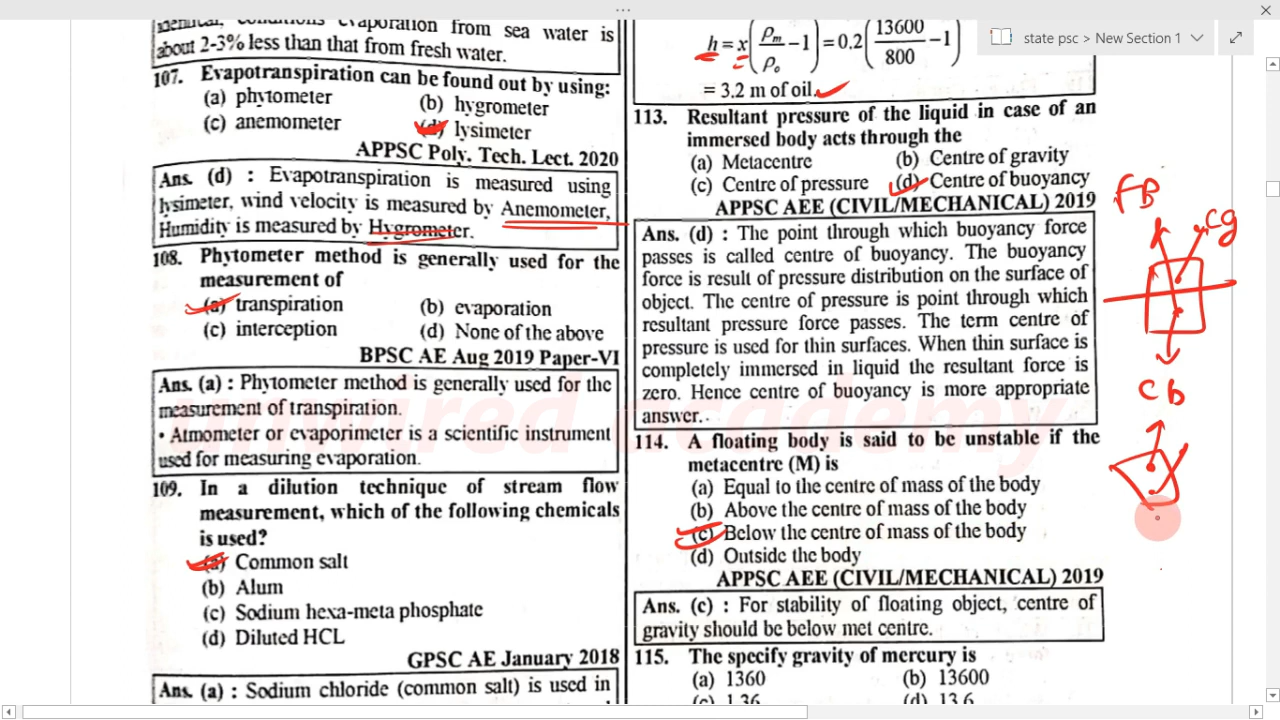 state psc > New Section 1
identical, conditions evaporation from sea water is
about 2-3% less than that from fresh water.
107. Evapotranspiration can be found out by using:
(a) phytometer (b) hygrometer
(c) anemometer (d) lysimeter
APPSC Poly. Tech. Lect. 2020
Ans. (d) : Evapotranspiration is measured using
lysimeter, wind velocity is measured by Anemometer,
Humidity is measured by Hygrometer.
108. Phytometer method is generally used for the
measurement of
(a) transpiration (b) evaporation
(c) interception (d) None of the above
BPSC AE Aug 2019 Paper-VI
Ans. (a) : Phytometer method is generally used for the
measurement of transpiration.
• Atmometer or evaporimeter is a scientific instrument
used for measuring evaporation.
109. In a dilution technique of stream flow
measurement, which of the following chemicals
is used?
(a) Common salt
(b) Alum
(c) Sodium hexa-meta phosphate
(d) Diluted HCL
GPSC AE January 2018
Ans. (a) : Sodium chloride (common salt) is used in
h = x(ρm/ρo − 1) = 0.2(13600/800 − 1)
= 3.2 m of oil.
113. Resultant pressure of the liquid in case of an
immersed body acts through the
(a) Metacentre (b) Centre of gravity
(c) Centre of pressure (d) Centre of buoyancy
APPSC AEE (CIVIL/MECHANICAL) 2019
Ans. (d) : The point through which buoyancy force
passes is called centre of buoyancy. The buoyancy
force is result of pressure distribution on the surface of
object. The centre of pressure is point through which
resultant pressure force passes. The term centre of
pressure is used for thin surfaces. When thin surface is
completely immersed in liquid the resultant force is
zero. Hence centre of buoyancy is more appropriate
answer.
114. A floating body is said to be unstable if the
metacentre (M) is
(a) Equal to the centre of mass of the body
(b) Above the centre of mass of the body
(c) Below the centre of mass of the body
(d) Outside the body
APPSC AEE (CIVIL/MECHANICAL) 2019
Ans. (c) : For stability of floating object, centre of
gravity should be below met centre.
115. The specify gravity of mercury is
(a) 1360 (b) 13600
(c) 1.36 (d) 13.6
FB
CG
CB
academy